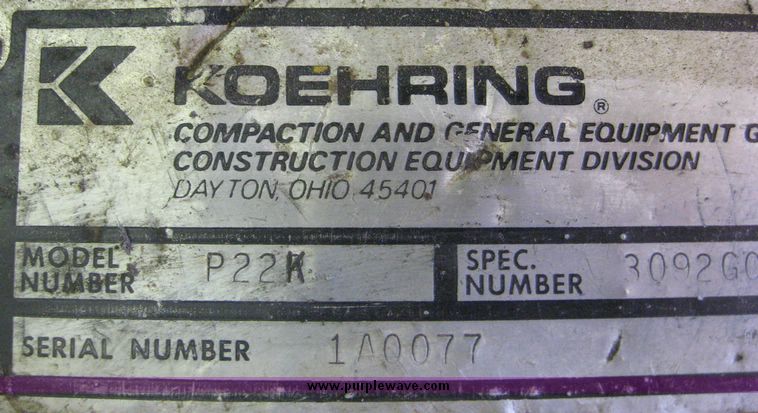 KOEHRING ®
COMPACTION AND GENERAL EQUIPMENT G
CONSTRUCTION EQUIPMENT DIVISION
DAYTON, OHIO 45401
MODEL NUMBER P22K
SPEC. NUMBER 3092G0
SERIAL NUMBER 1A0077
www.purplewave.com